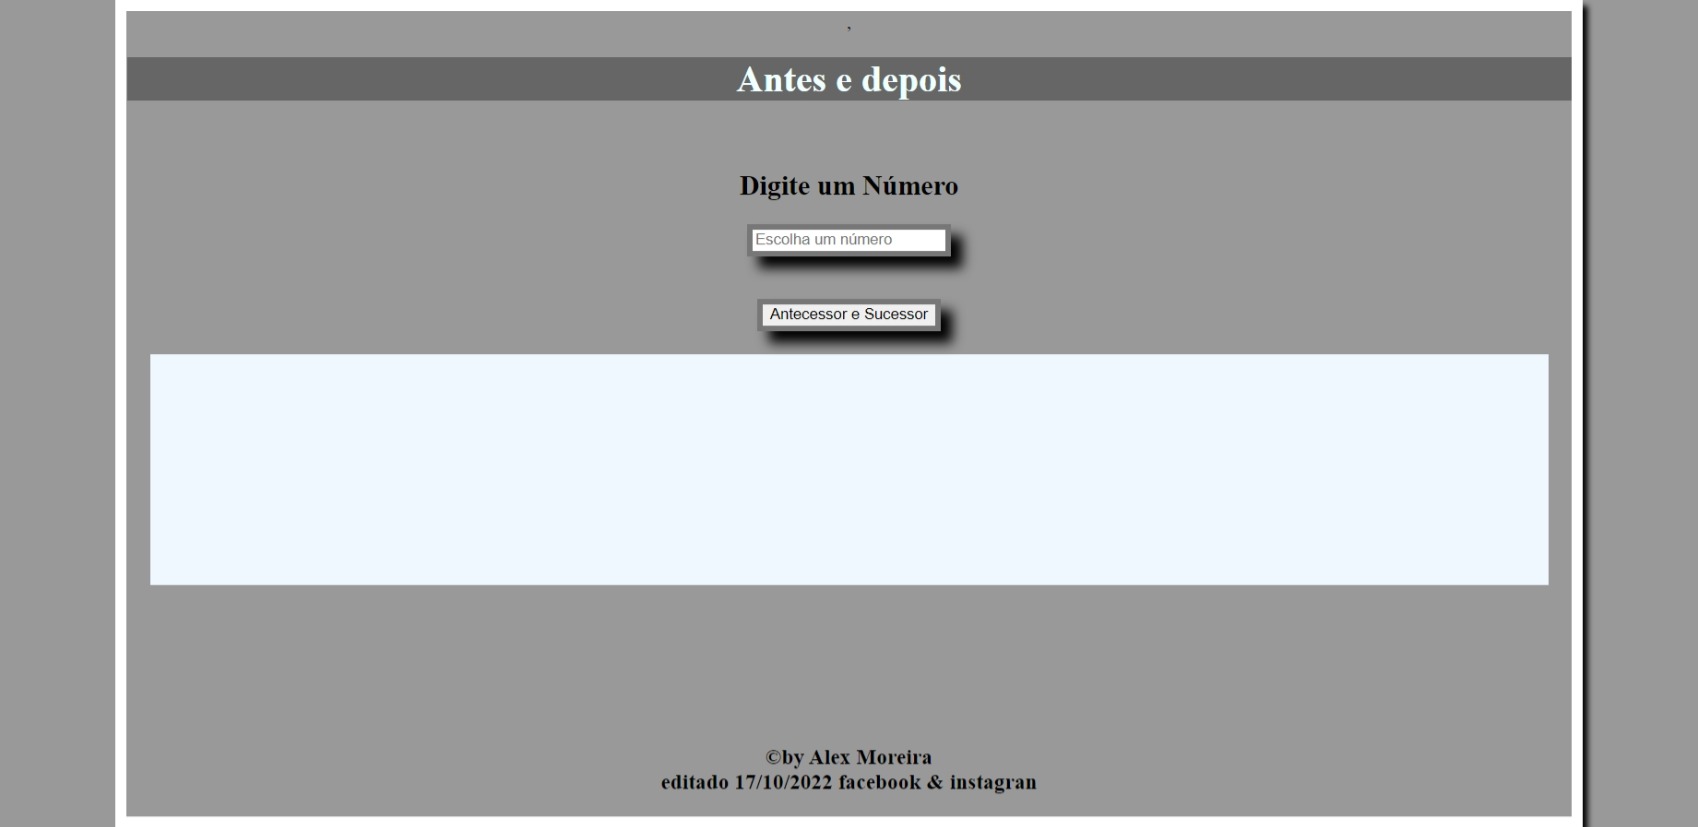 ,
Antes e depois
Digite um Número
Escolha um número
Antecessor e Sucessor
©by Alex Moreira
editado 17/10/2022 facebook & instagran